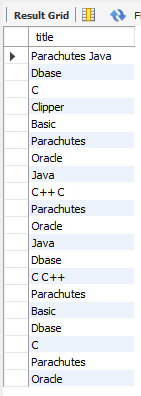 Result Grid
title
Parachutes Java
Dbase
C
Clipper
Basic
Parachutes
Oracle
Java
C++ C
Parachutes
Oracle
Java
Dbase
C C++
Parachutes
Basic
Dbase
C
Parachutes
Oracle